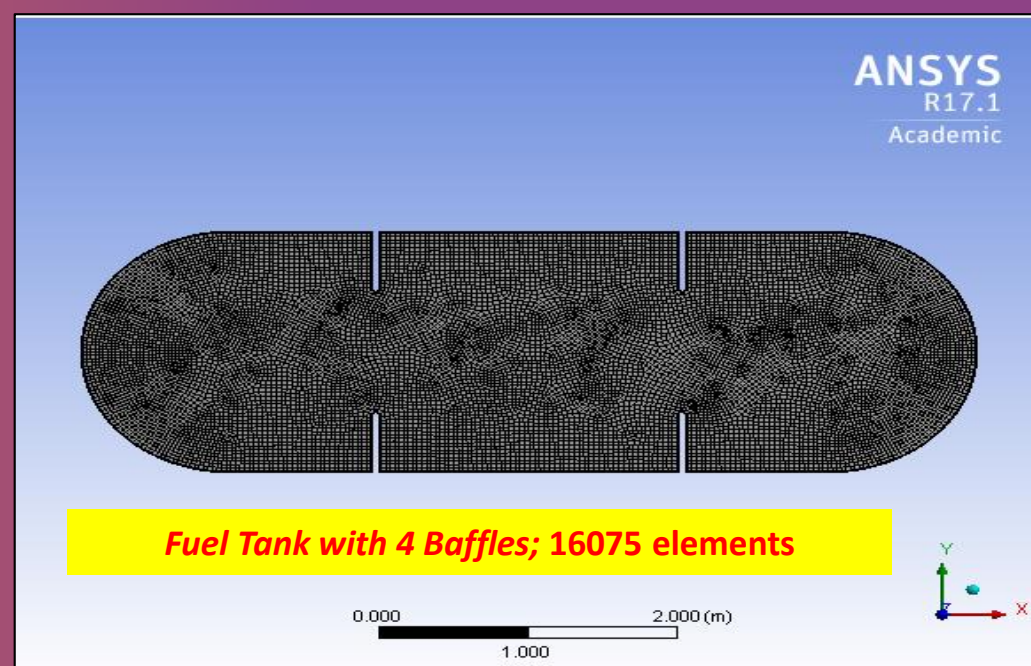 ANSYS
R17.1
Academic
Fuel Tank with 4 Baffles; 16075 elements
Y
Z
X
0.000
2.000 (m)
1.000